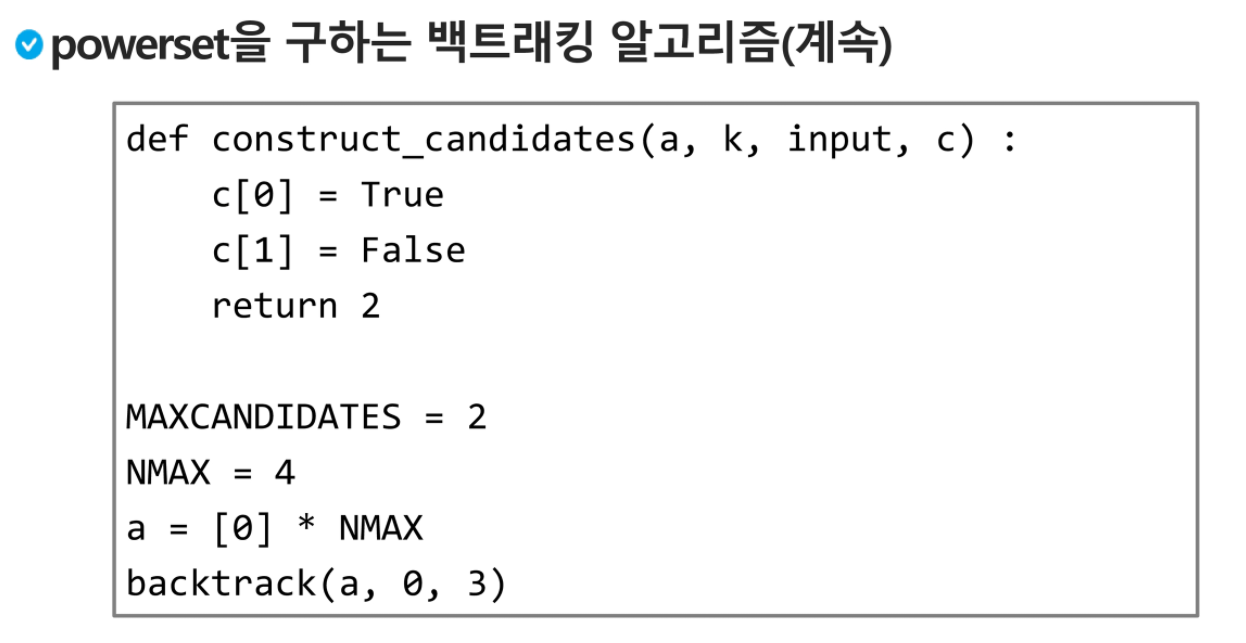 powerset을 구하는 백트래킹 알고리즘(계속)
def construct_candidates(a, k, input, c) :
    c[0] = True
    c[1] = False
    return 2
MAXCANDIDATES = 2
NMAX = 4
a = [0] * NMAX
backtrack(a, 0, 3)